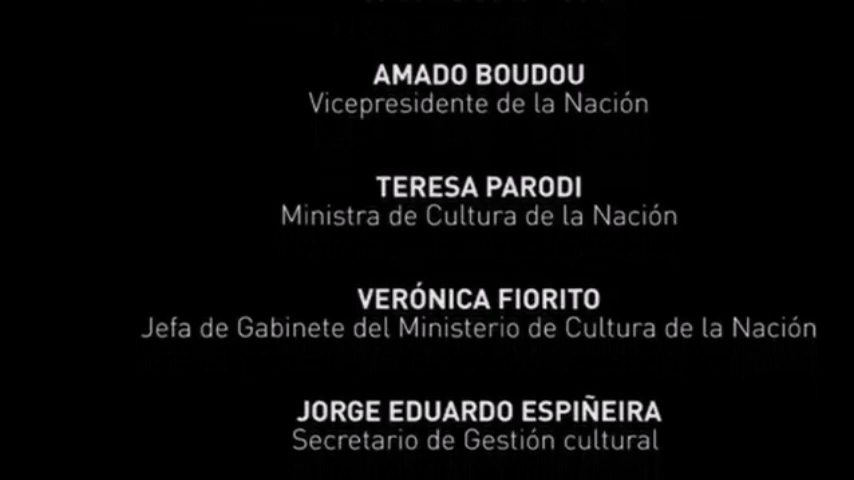 AMADO BOUDOU
Vicepresidente de la Nación
TERESA PARODI
Ministra de Cultura de la Nación
VERÓNICA FIORITO
Jefa de Gabinete del Ministerio de Cultura de la Nación
JORGE EDUARDO ESPIÑEIRA
Secretario de Gestión cultural